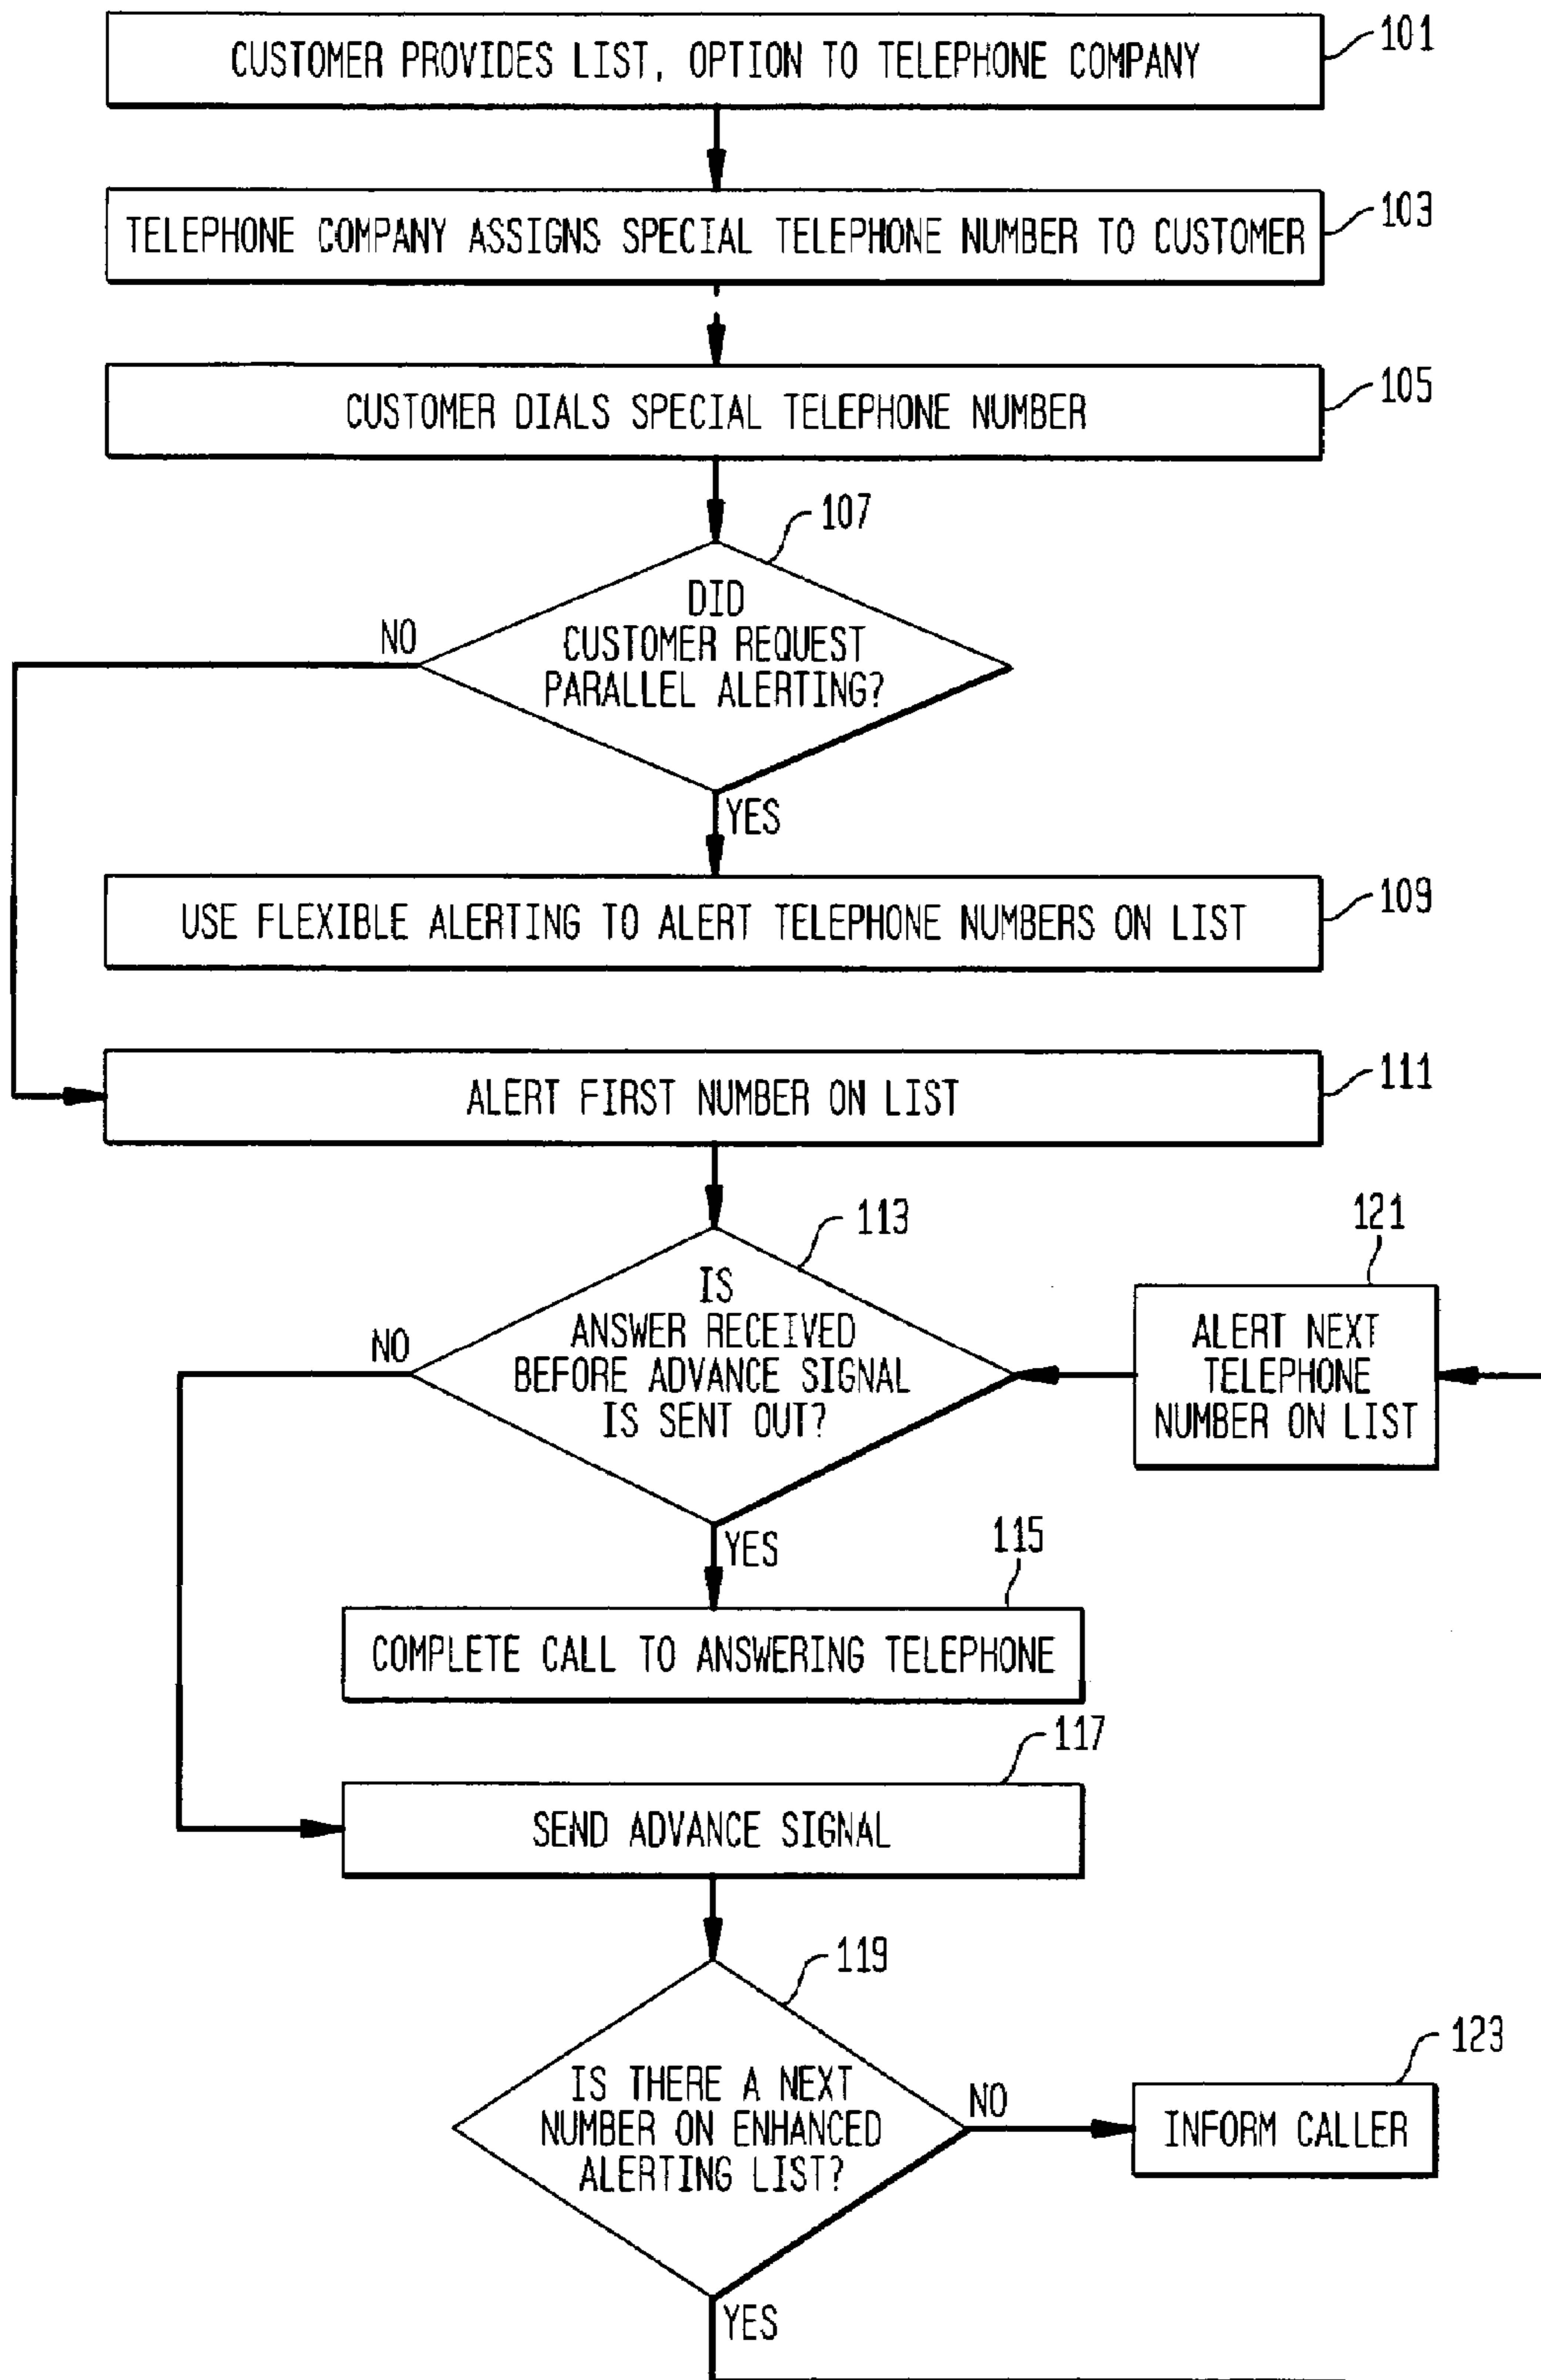 CUSTOMER PROVIDES LIST, OPTION TO TELEPHONE COMPANY
101
TELEPHONE COMPANY ASSIGNS SPECIAL TELEPHONE NUMBER TO CUSTOMER
103
CUSTOMER DIALS SPECIAL TELEPHONE NUMBER
105
107
DID
CUSTOMER REQUEST
PARALLEL ALERTING?
NO
YES
USE FLEXIBLE ALERTING TO ALERT TELEPHONE NUMBERS ON LIST
109
ALERT FIRST NUMBER ON LIST
111
113
IS
ANSWER RECEIVED
BEFORE ADVANCE SIGNAL
IS SENT OUT?
NO
YES
121
ALERT NEXT
TELEPHONE
NUMBER ON LIST
115
COMPLETE CALL TO ANSWERING TELEPHONE
117
SEND ADVANCE SIGNAL
119
IS THERE A NEXT
NUMBER ON ENHANCED
ALERTING LIST?
NO
YES
123
INFORM CALLER